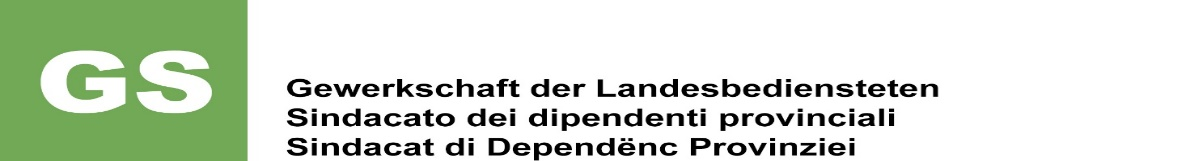 GS
Gewerkschaft der Landesbediensteten
Sindacato dei dipendenti provinciali
Sindacat di Dependënc Provinziei